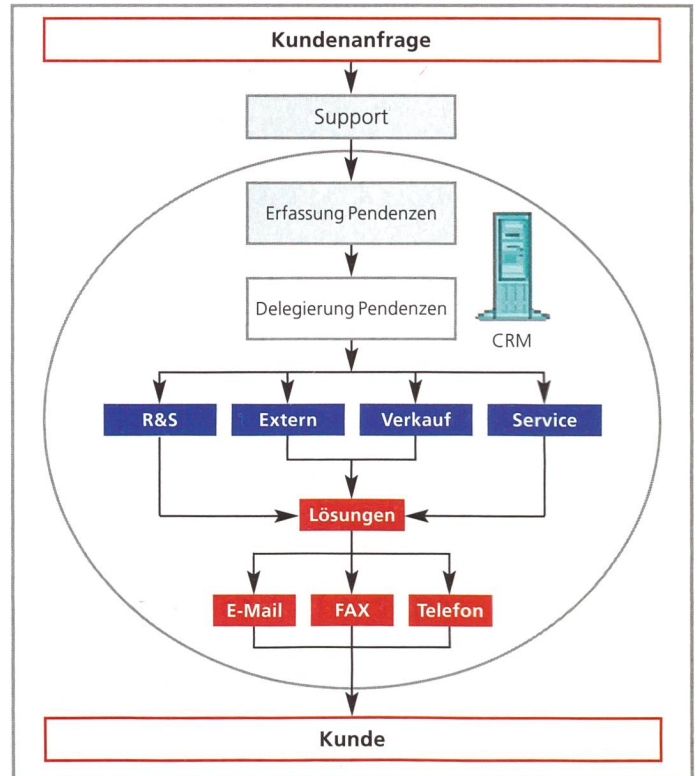 Kundenanfrage
Support
Erfassung Pendenzen
Delegierung Pendenzen
CRM
R&S
Extern
Verkauf
Service
Lösungen
E-Mail
FAX
Telefon
Kunde